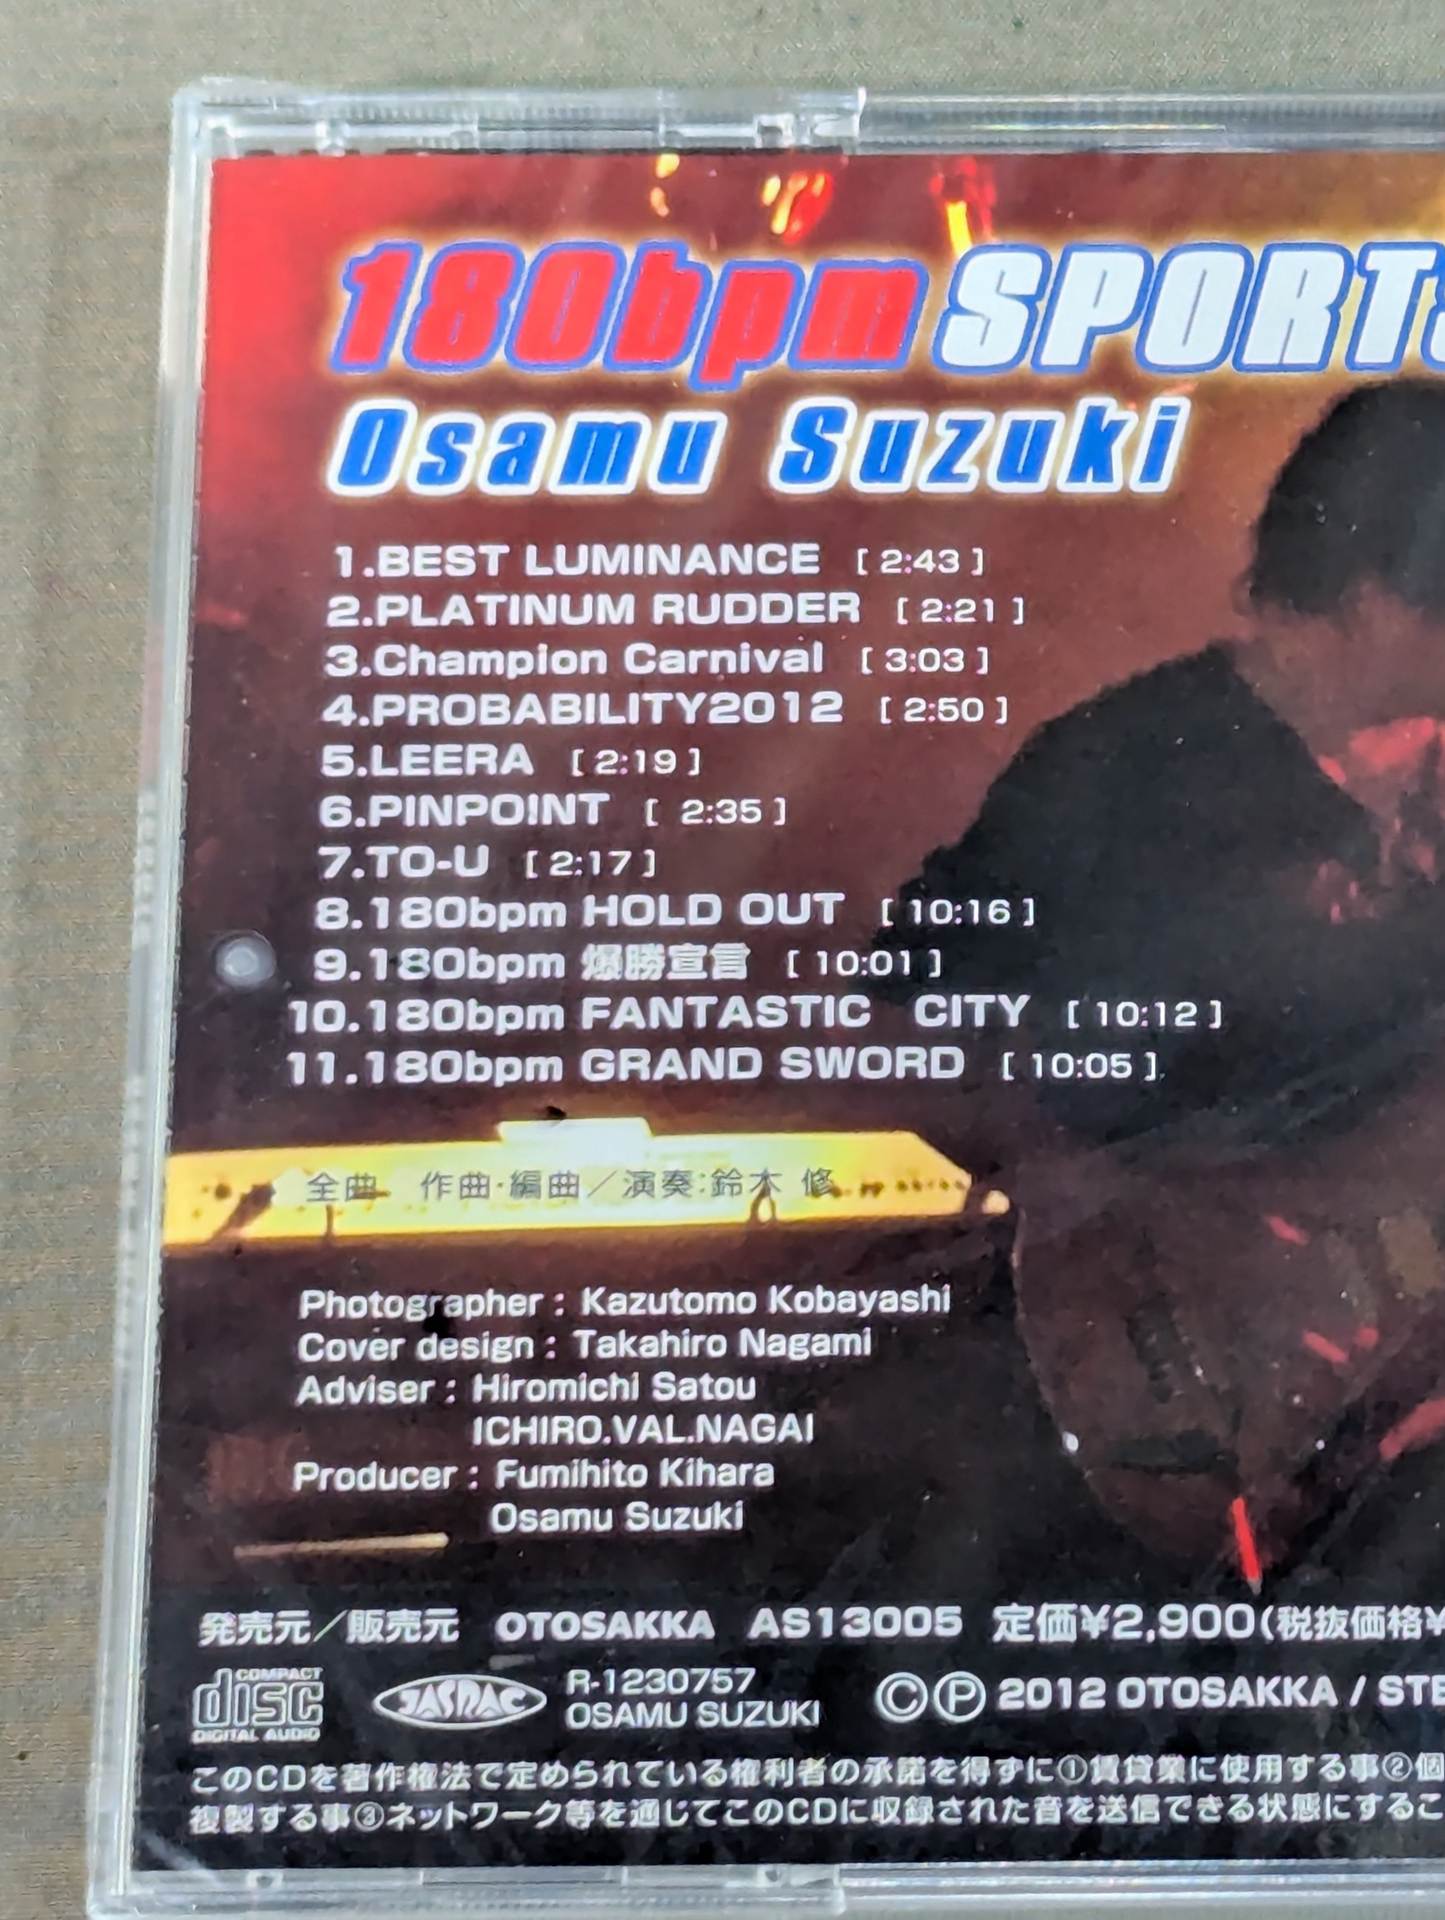 180bpm SPORTS
Osamu Suzuki
1.BEST LUMINANCE [ 2:43 ]
2.PLATINUM RUDDER [ 2:21 ]
3.Champion Carnival [ 3:03 ]
4.PROBABILITY2012 [ 2:50 ]
5.LEERA [ 2:19 ]
6.PINPO!NT [ 2:35 ]
7.TO-U [ 2:17 ]
8.180bpm HOLD OUT [ 10:16 ]
9.180bpm 爆勝宣言 [ 10:01 ]
10.180bpm FANTASTIC CITY [ 10:12 ]
11.180bpm GRAND SWORD [ 10:05 ]
全曲 作曲・編曲／演奏:鈴木 修
Photographer : Kazutomo Kobayashi
Cover design : Takahiro Nagami
Adviser : Hiromichi Satou
ICHIRO.VAL.NAGAI
Producer : Fumihito Kihara
Osamu Suzuki
発売元／販売元 OTOSAKKA AS13005 定価¥2,900(税抜価格¥
COMPACT disc DIGITAL AUDIO JASRAC R-1230757
OSAMU SUZUKI ©℗ 2012 OTOSAKKA / STE
このCDを著作権法で定められている権利者の承諾を得ずに①賃貸業に使用する事②個
複製する事③ネットワーク等を通じてこのCDに収録された音を送信できる状態にするこ